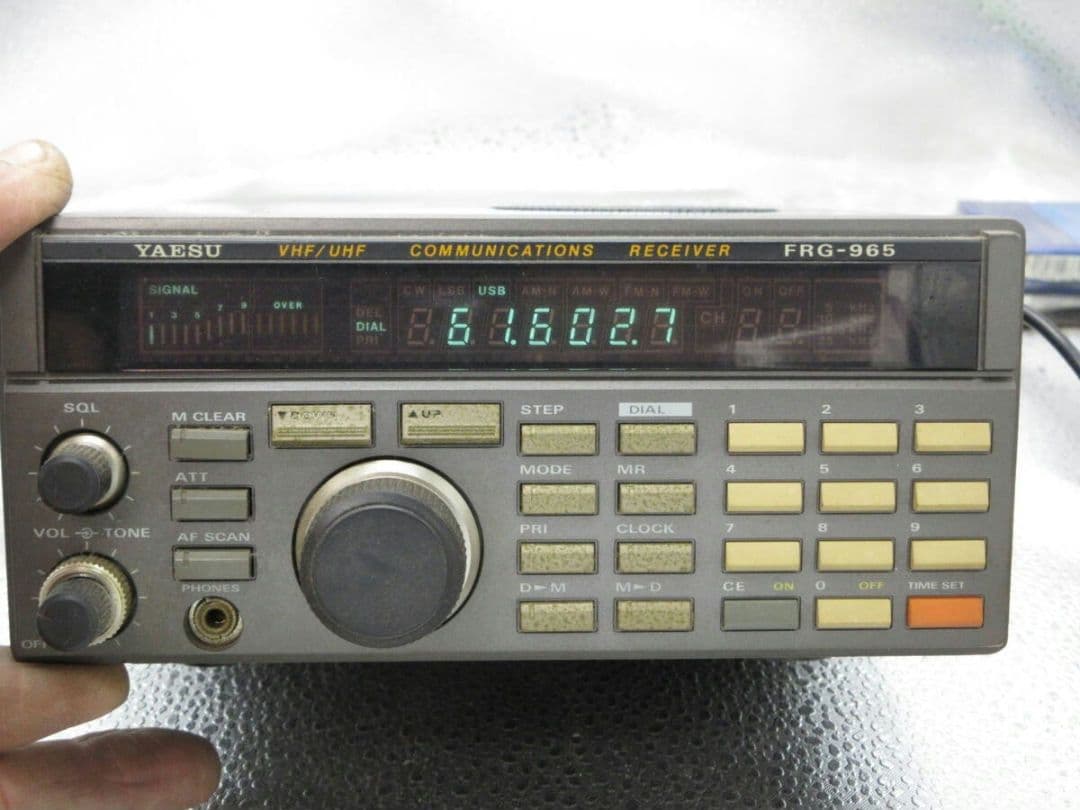 YAESU VHF/UHF COMMUNICATIONS RECEIVER FRG-965
SIGNAL
1 3 5 7 9 OVER
CW LSB USB AM-N AM-W FM-N FM-W ON OFF
DIAL
PRI
61.602.7
CH
SQL
M CLEAR
▼DOWN
▲UP
STEP
DIAL
1 2 3
ATT
MODE
MR
4 5 6
VOL TONE
AF SCAN
PRI
CLOCK
7 8 9
OFF
PHONES
D►M
M►D
CE ON
0 OFF
TIME SET